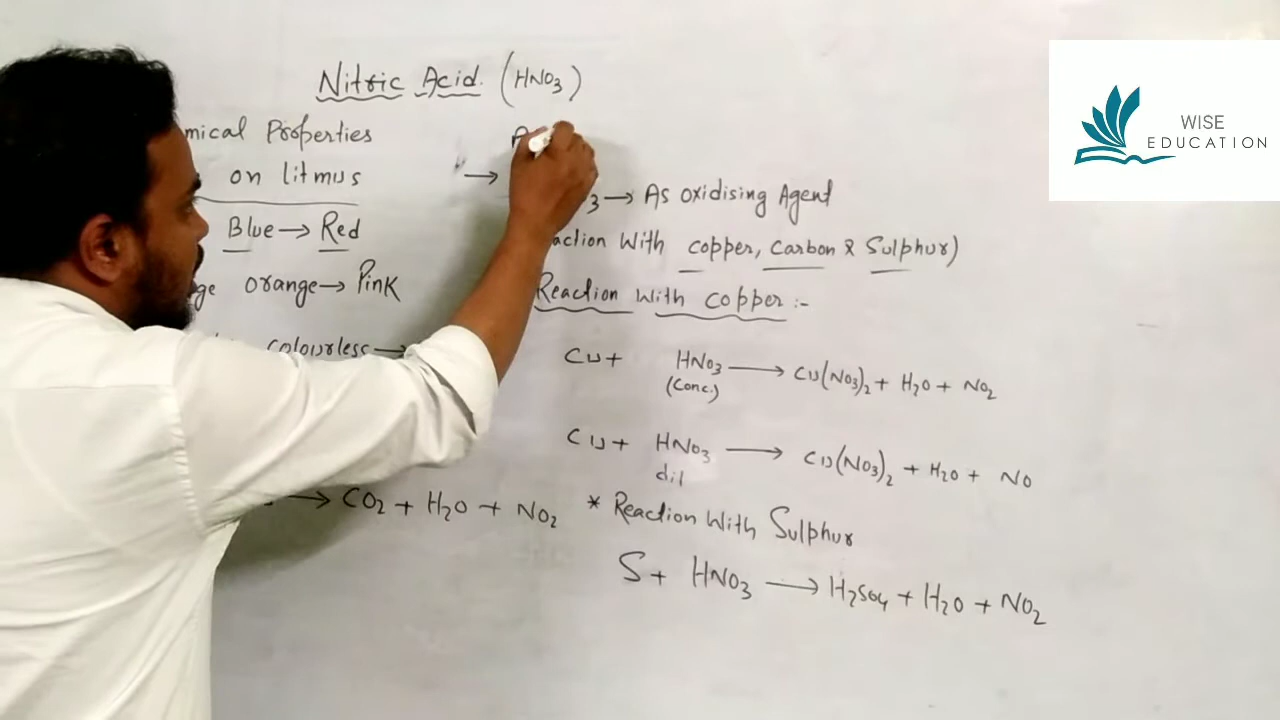 Nitric Acid. (HNO3)
mical Properties
on litmus
Blue → Red
orange → Pink
colourless →
→ CO2 + H2O + NO2
→
3 → As oxidising Agent
action With copper, Carbon & Sulphur)
Reaction With copper :-
Cu + HNO3 → Cu(NO3)2 + H2O + NO2
(Conc.)
Cu + HNO3 → Cu(NO3)2 + H2O + NO
dil
* Reaction With Sulphur
S + HNO3 → H2SO4 + H2O + NO2
WISE
EDUCATION